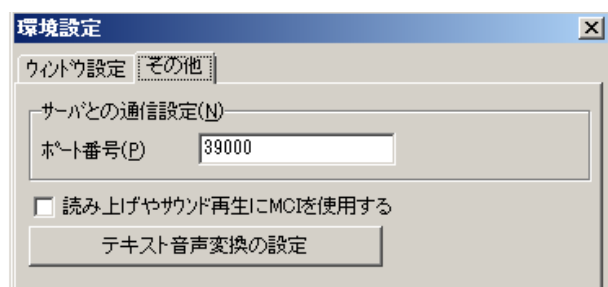 環境設定
ウィンドウ設定 その他
サーバとの通信設定(N)
ポート番号(P) 39000
読み上げやサウンド再生にMCIを使用する
テキスト音声変換の設定